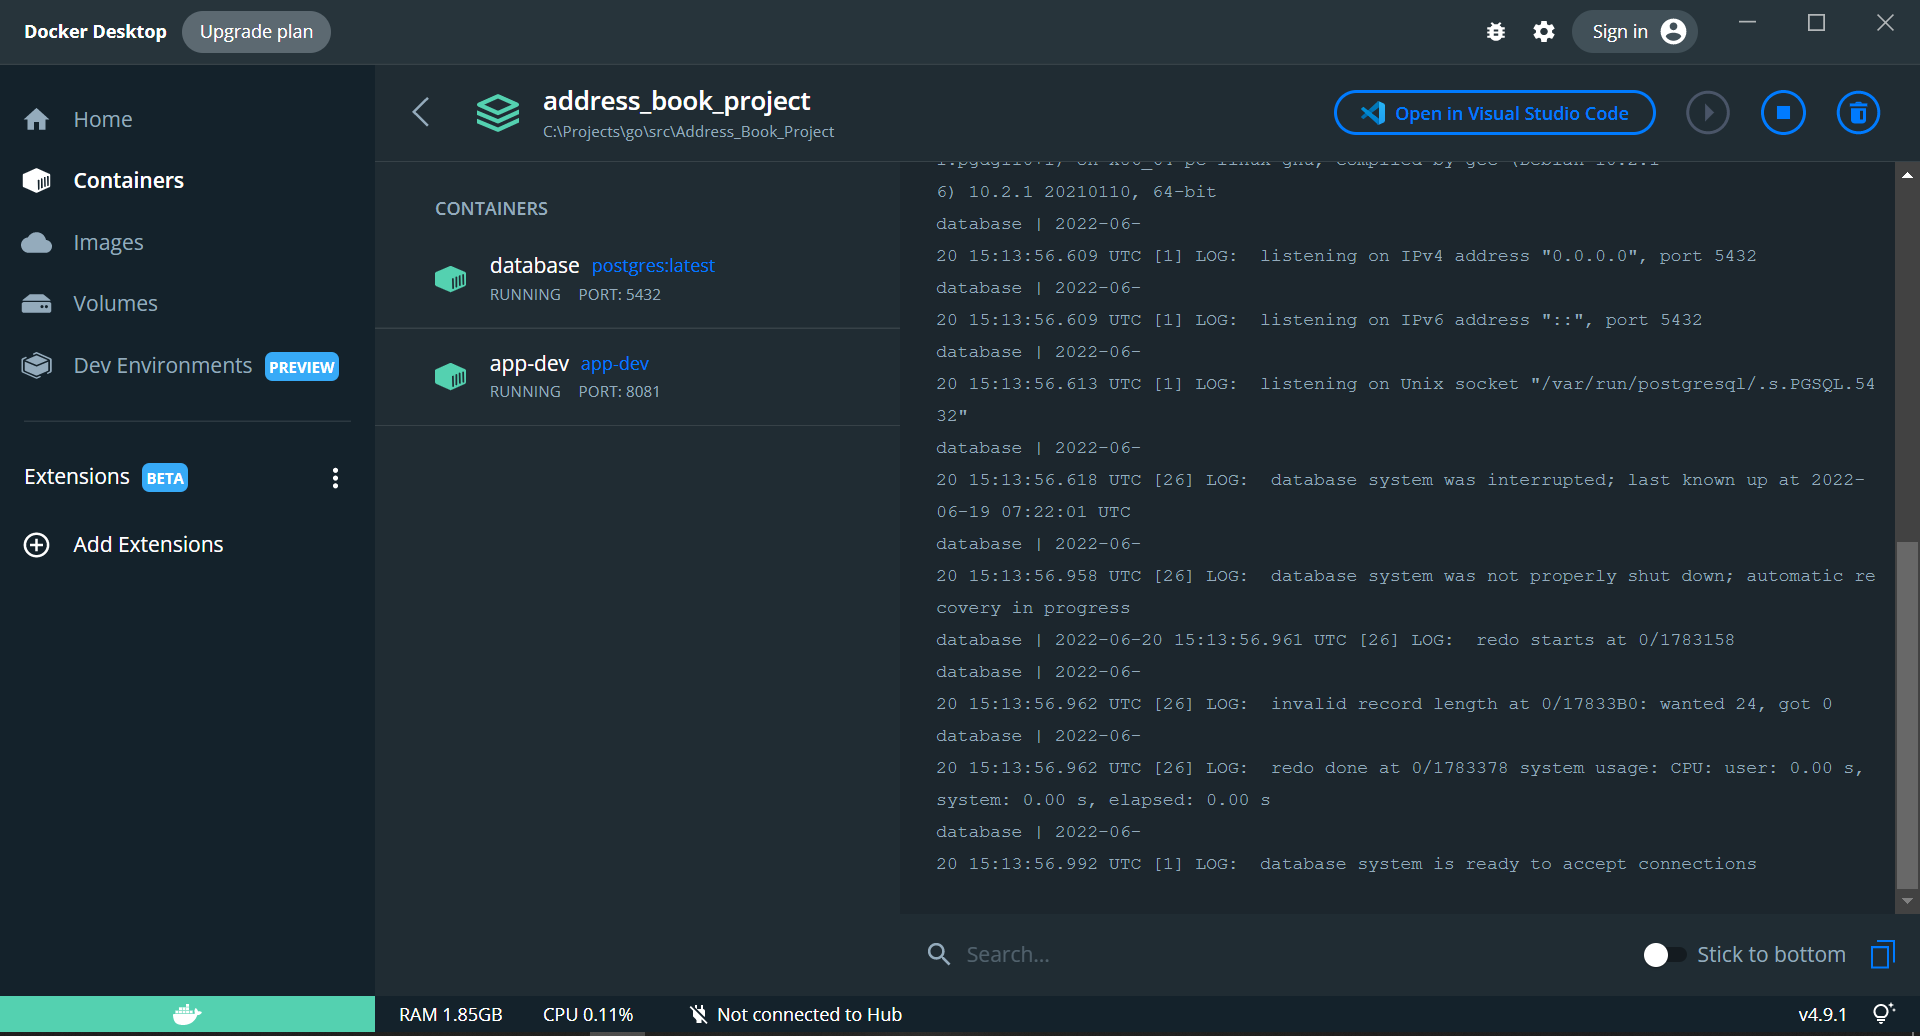 Docker Desktop
Upgrade plan
Sign in
Home
Containers
Images
Volumes
Dev Environments PREVIEW
Extensions BETA
Add Extensions
address_book_project
C:\Projects\go\src\Address_Book_Project
Open in Visual Studio Code
CONTAINERS
database postgres:latest
RUNNING PORT: 5432
app-dev app-dev
RUNNING PORT: 8081
6) 10.2.1 20210110, 64-bit
database | 2022-06-
20 15:13:56.609 UTC [1] LOG:  listening on IPv4 address "0.0.0.0", port 5432
database | 2022-06-
20 15:13:56.609 UTC [1] LOG:  listening on IPv6 address "::", port 5432
database | 2022-06-
20 15:13:56.613 UTC [1] LOG:  listening on Unix socket "/var/run/postgresql/.s.PGSQL.54
32"
database | 2022-06-
20 15:13:56.618 UTC [26] LOG:  database system was interrupted; last known up at 2022-
06-19 07:22:01 UTC
database | 2022-06-
20 15:13:56.958 UTC [26] LOG:  database system was not properly shut down; automatic re
covery in progress
database | 2022-06-20 15:13:56.961 UTC [26] LOG:  redo starts at 0/1783158
database | 2022-06-
20 15:13:56.962 UTC [26] LOG:  invalid record length at 0/17833B0: wanted 24, got 0
database | 2022-06-
20 15:13:56.962 UTC [26] LOG:  redo done at 0/1783378 system usage: CPU: user: 0.00 s,
system: 0.00 s, elapsed: 0.00 s
database | 2022-06-
20 15:13:56.992 UTC [1] LOG:  database system is ready to accept connections
Search...
Stick to bottom
RAM 1.85GB
CPU 0.11%
Not connected to Hub
v4.9.1